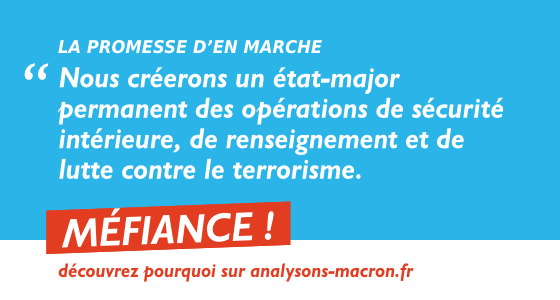 LA PROMESSE D’EN MARCHE
“ Nous créerons un état-major
permanent des opérations de sécurité
intérieure, de renseignement et de
lutte contre le terrorisme.
MÉFIANCE !
découvrez pourquoi sur analysons-macron.fr